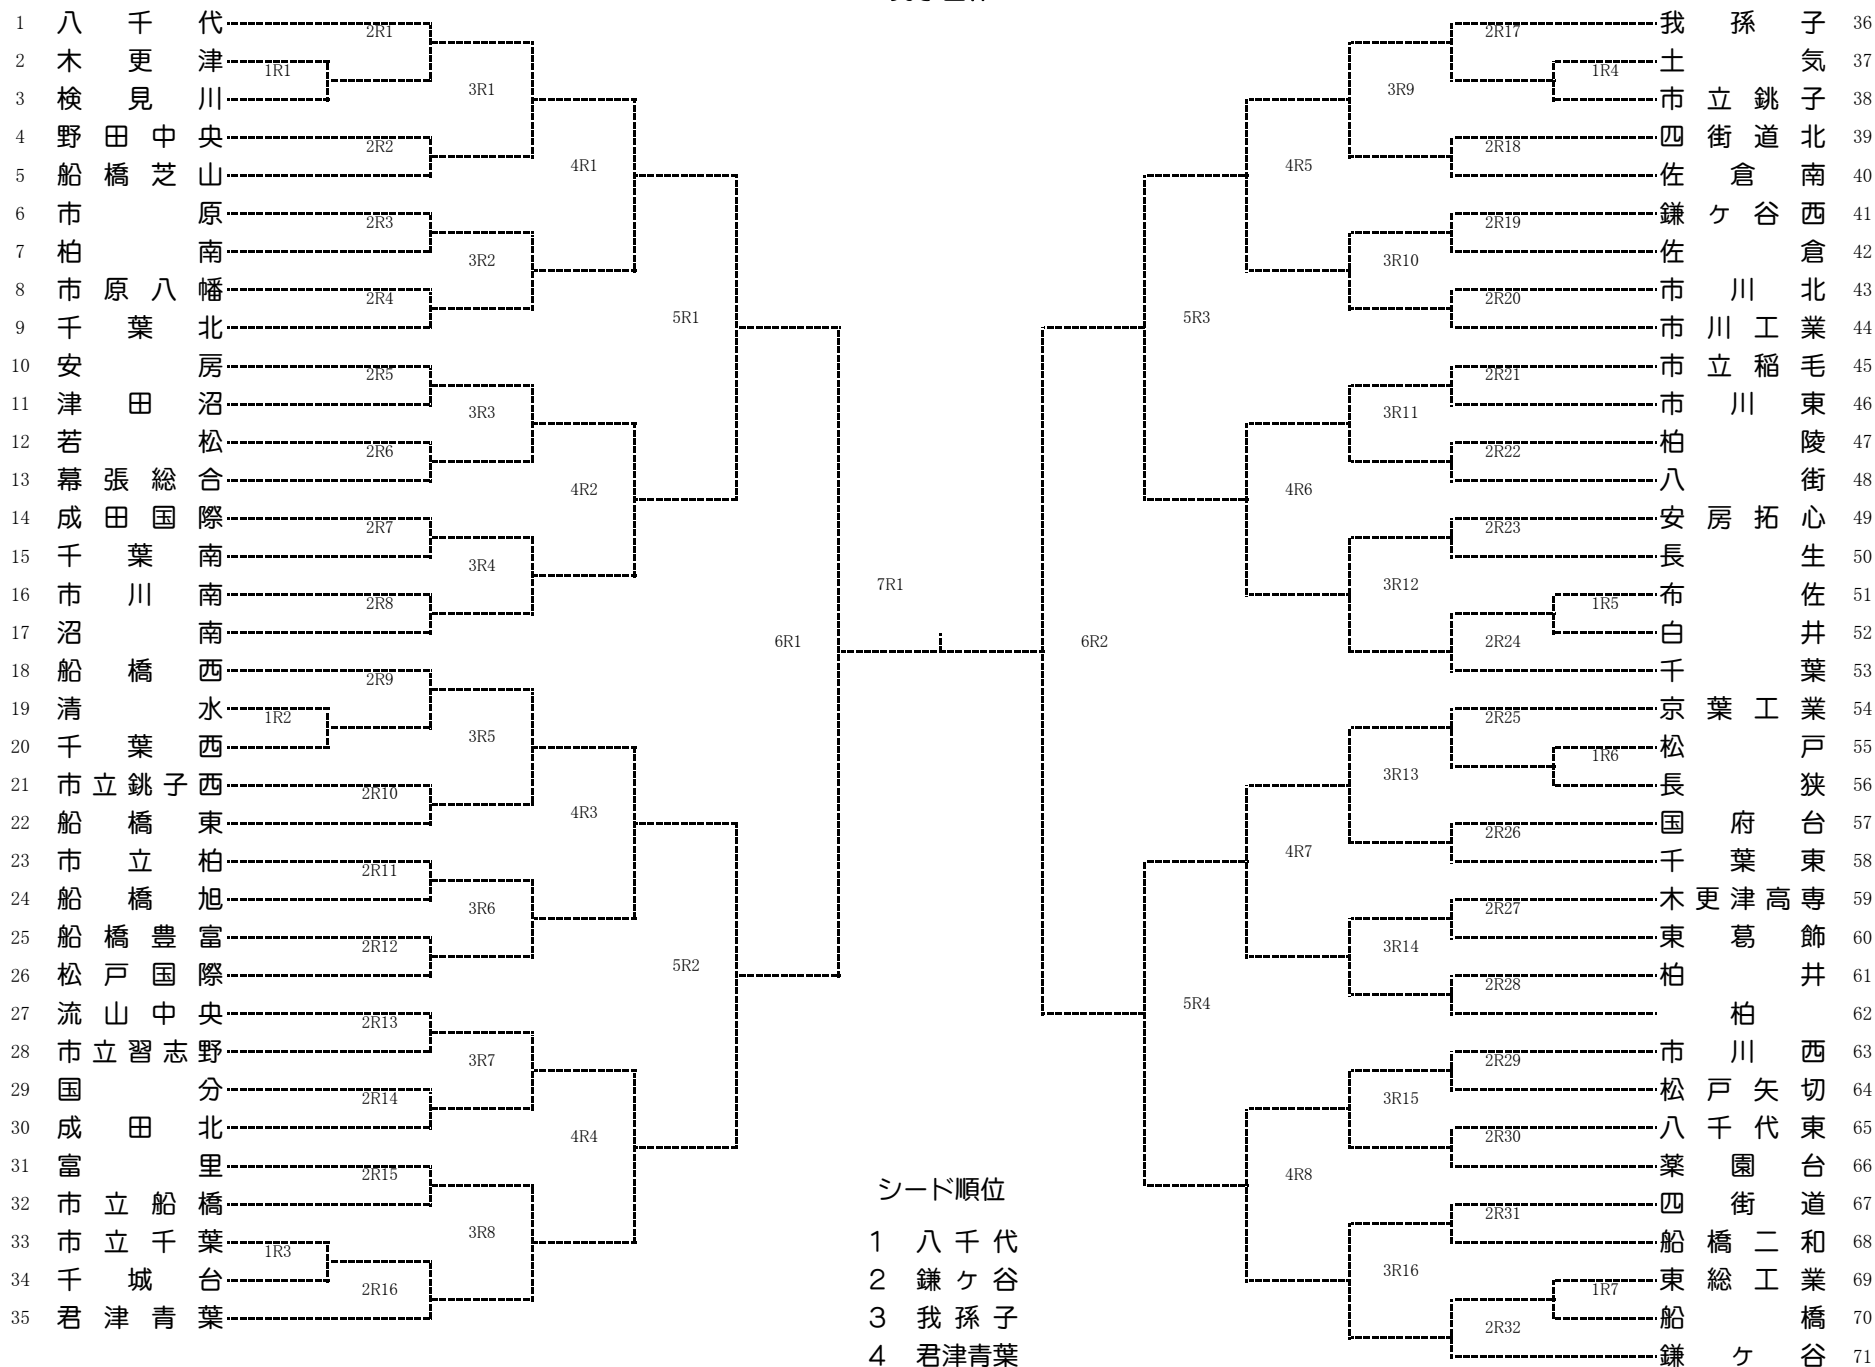 1 八千代
2 木更津
3 検見川
4 野田中央
5 船橋芝山
6 市原
7 柏南
8 市原八幡
9 千葉北
10 安房
11 津田沼
12 若松
13 幕張総合
14 成田国際
15 千葉南
16 市川南
17 沼南
18 船橋西
19 清水
20 千葉西
21 市立銚子西
22 船橋東
23 市立柏
24 船橋旭
25 船橋豊富
26 松戸国際
27 流山中央
28 市立習志野
29 国分
30 成田北
31 富里
32 市立船橋
33 市立千葉
34 千城台
35 君津青葉
1R1
1R2
1R3
2R1
2R2
2R3
2R4
2R5
2R6
2R7
2R8
2R9
2R10
2R11
2R12
2R13
2R14
2R15
2R16
3R1
3R2
3R3
3R4
3R5
3R6
3R7
3R8
4R1
4R2
4R3
4R4
5R1
5R2
6R1
7R1
6R2
5R3
5R4
4R5
4R6
4R7
4R8
3R9
3R10
3R11
3R12
3R13
3R14
3R15
3R16
2R17
2R18
2R19
2R20
2R21
2R22
2R23
2R24
2R25
2R26
2R27
2R28
2R29
2R30
2R31
2R32
1R4
1R5
1R6
1R7
我孫子 36
土気 37
市立銚子 38
四街道北 39
佐倉南 40
鎌ヶ谷西 41
佐倉 42
市川北 43
市川工業 44
市立稲毛 45
市川東 46
柏陵 47
八街 48
安房拓心 49
長生 50
布佐 51
白井 52
千葉 53
京葉工業 54
松戸 55
長狭 56
国府台 57
千葉東 58
木更津高専 59
東葛飾 60
柏井 61
柏 62
市川西 63
松戸矢切 64
八千代東 65
薬園台 66
四街道 67
船橋二和 68
東総工業 69
船橋 70
鎌ヶ谷 71
シード順位
1 八千代
2 鎌ヶ谷
3 我孫子
4 君津青葉